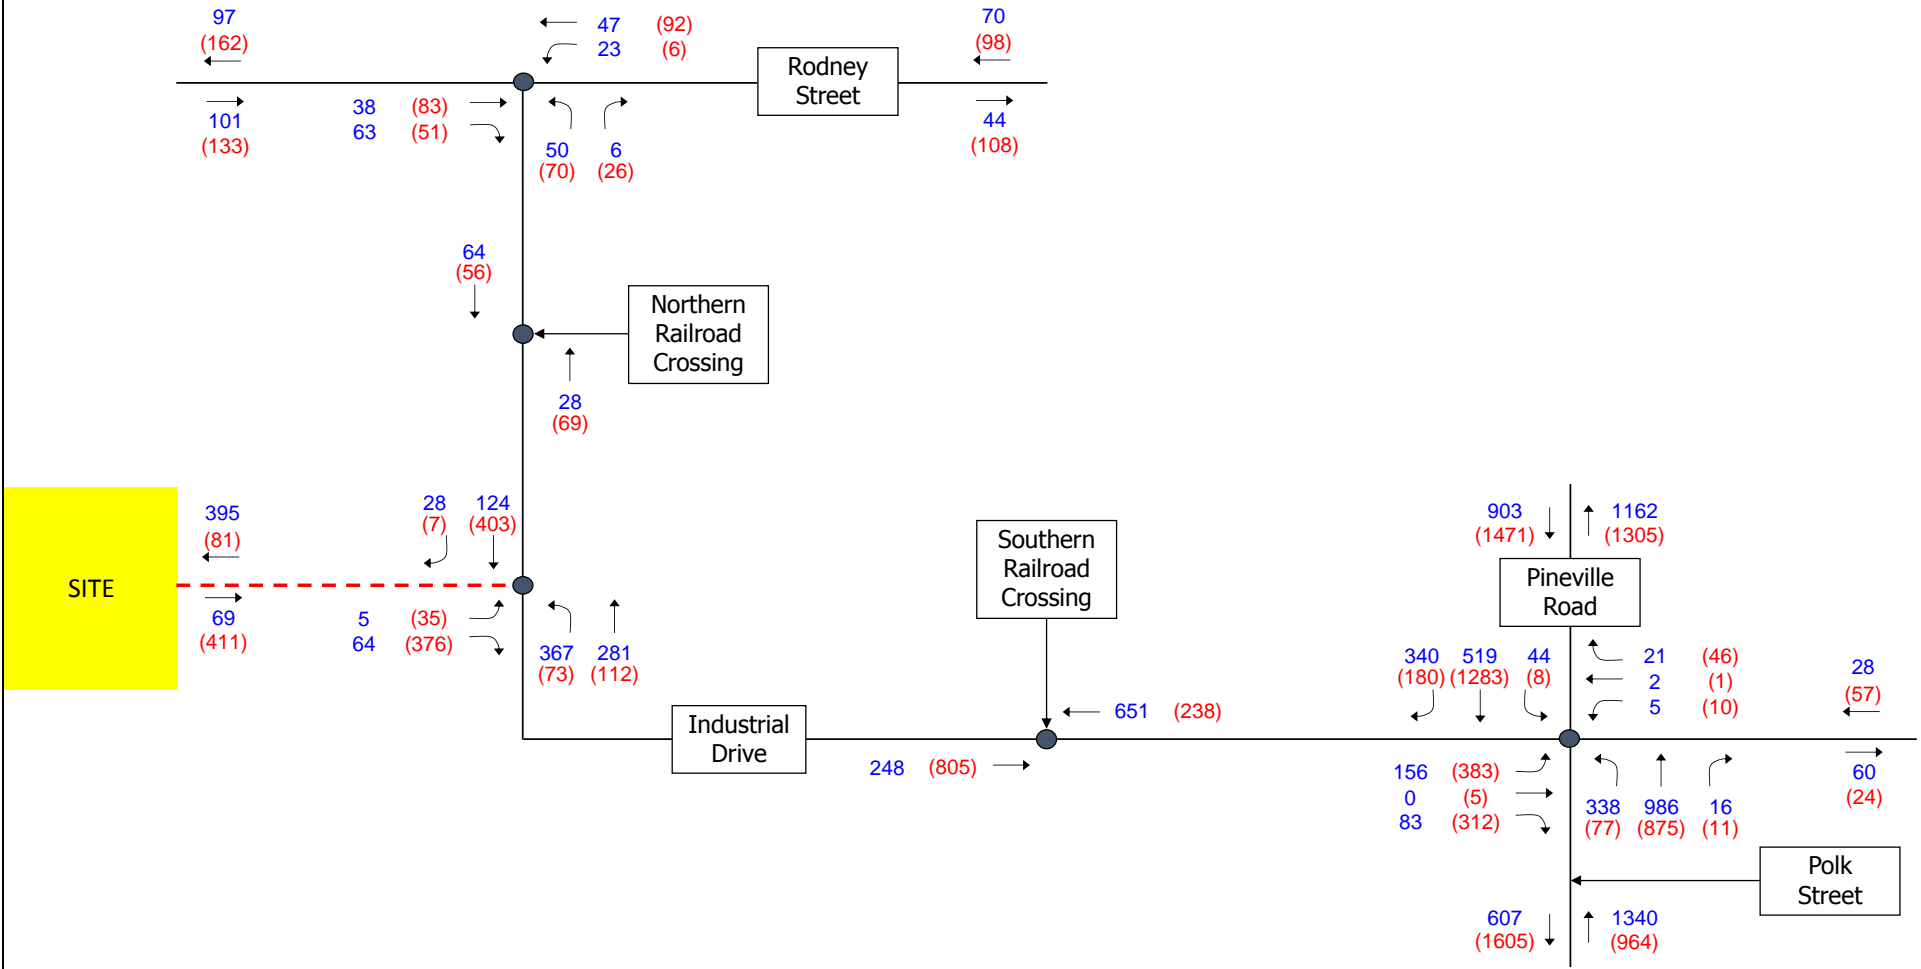 97
(162)
47 (92)
23 (6)
70
(98)
Rodney
Street
38 (83)
63 (51)
101
(133)
50 6
(70) (26)
44
(108)
64
(56)
Northern
Railroad
Crossing
28
(69)
SITE
395
(81)
28 124
(7) (403)
69
(411)
5 (35)
64 (376)
367 281
(73) (112)
Southern
Railroad
Crossing
903 1162
(1471) (1305)
Pineville
Road
340 519 44
(180) (1283) (8)
21 (46)
2 (1)
5 (10)
28
(57)
Industrial
Drive
651 (238)
248 (805)
156 (383)
0 (5)
83 (312)
338 986 16
(77) (875) (11)
60
(24)
Polk
Street
607 1340
(1605) (964)